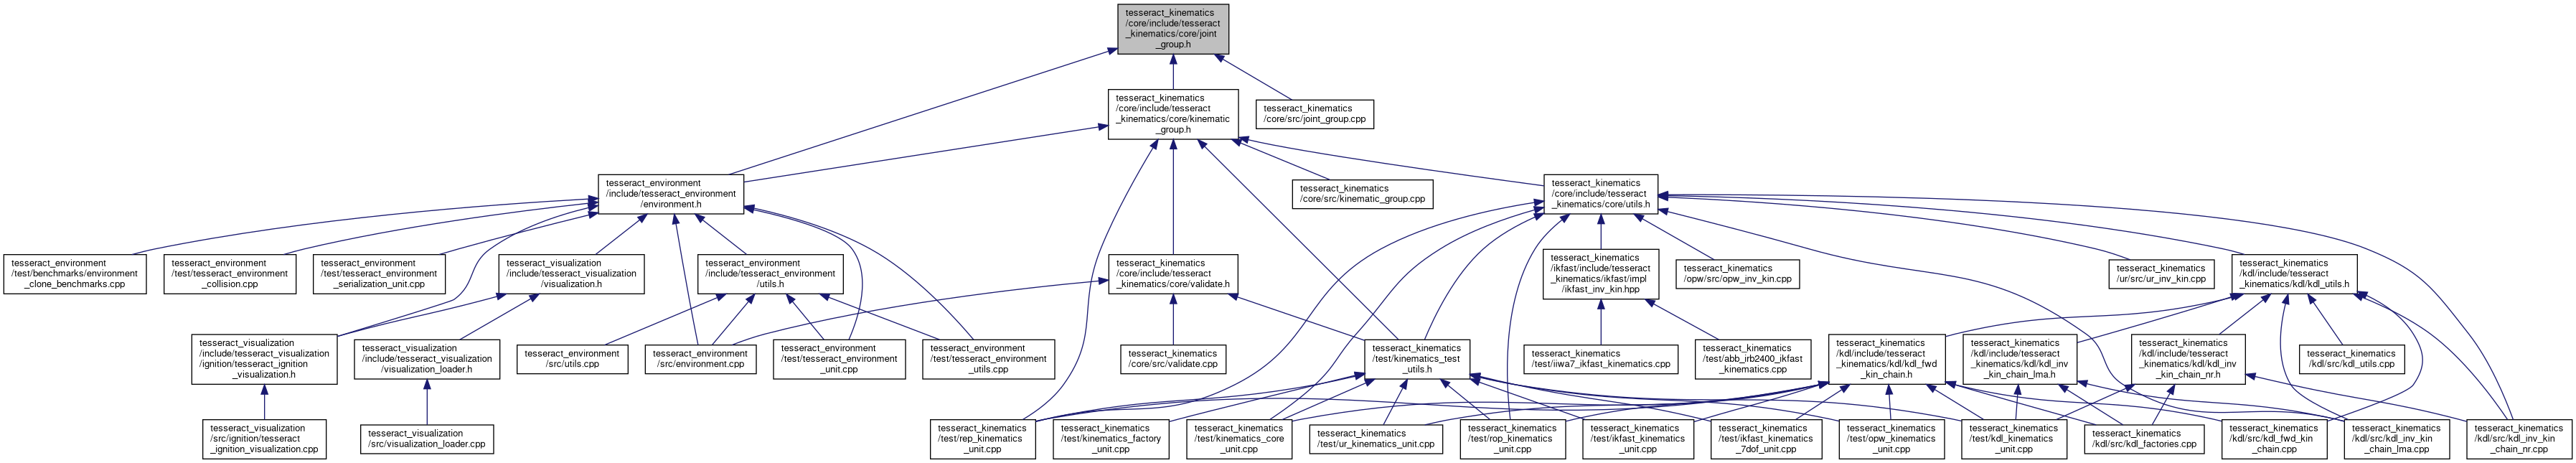 tesseract_kinematics
/core/include/tesseract
_kinematics/core/joint
_group.h
tesseract_kinematics
/core/include/tesseract
_kinematics/core/kinematic
_group.h
tesseract_kinematics
/core/src/joint_group.cpp
tesseract_environment
/include/tesseract_environment
/environment.h
tesseract_kinematics
/core/src/kinematic_group.cpp
tesseract_kinematics
/core/include/tesseract
_kinematics/core/utils.h
tesseract_environment
/test/benchmarks/environment
_clone_benchmarks.cpp
tesseract_environment
/test/tesseract_environment
_collision.cpp
tesseract_environment
/test/tesseract_environment
_serialization_unit.cpp
tesseract_visualization
/include/tesseract_visualization
/visualization.h
tesseract_environment
/include/tesseract_environment
/utils.h
tesseract_kinematics
/core/include/tesseract
_kinematics/core/validate.h
tesseract_kinematics
/ikfast/include/tesseract
_kinematics/ikfast/impl
/ikfast_inv_kin.hpp
tesseract_kinematics
/opw/src/opw_inv_kin.cpp
tesseract_kinematics
/ur/src/ur_inv_kin.cpp
tesseract_kinematics
/kdl/include/tesseract
_kinematics/kdl/kdl_utils.h
tesseract_visualization
/include/tesseract_visualization
/ignition/tesseract_ignition
_visualization.h
tesseract_visualization
/include/tesseract_visualization
/visualization_loader.h
tesseract_environment
/src/utils.cpp
tesseract_environment
/src/environment.cpp
tesseract_environment
/test/tesseract_environment
_unit.cpp
tesseract_environment
/test/tesseract_environment
_utils.cpp
tesseract_kinematics
/core/src/validate.cpp
tesseract_kinematics
/test/kinematics_test
_utils.h
tesseract_kinematics
/test/iiwa7_ikfast_kinematics.cpp
tesseract_kinematics
/test/abb_irb2400_ikfast
_kinematics.cpp
tesseract_kinematics
/kdl/include/tesseract
_kinematics/kdl/kdl_fwd
_kin_chain.h
tesseract_kinematics
/kdl/include/tesseract
_kinematics/kdl/kdl_inv
_kin_chain_lma.h
tesseract_kinematics
/kdl/include/tesseract
_kinematics/kdl/kdl_inv
_kin_chain_nr.h
tesseract_kinematics
/kdl/src/kdl_utils.cpp
tesseract_visualization
/src/ignition/tesseract
_ignition_visualization.cpp
tesseract_visualization
/src/visualization_loader.cpp
tesseract_kinematics
/test/rep_kinematics
_unit.cpp
tesseract_kinematics
/test/kinematics_factory
_unit.cpp
tesseract_kinematics
/test/kinematics_core
_unit.cpp
tesseract_kinematics
/test/ur_kinematics_unit.cpp
tesseract_kinematics
/test/rop_kinematics
_unit.cpp
tesseract_kinematics
/test/ikfast_kinematics
_unit.cpp
tesseract_kinematics
/test/ikfast_kinematics
_7dof_unit.cpp
tesseract_kinematics
/test/opw_kinematics
_unit.cpp
tesseract_kinematics
/test/kdl_kinematics
_unit.cpp
tesseract_kinematics
/kdl/src/kdl_factories.cpp
tesseract_kinematics
/kdl/src/kdl_fwd_kin
_chain.cpp
tesseract_kinematics
/kdl/src/kdl_inv_kin
_chain_lma.cpp
tesseract_kinematics
/kdl/src/kdl_inv_kin
_chain_nr.cpp